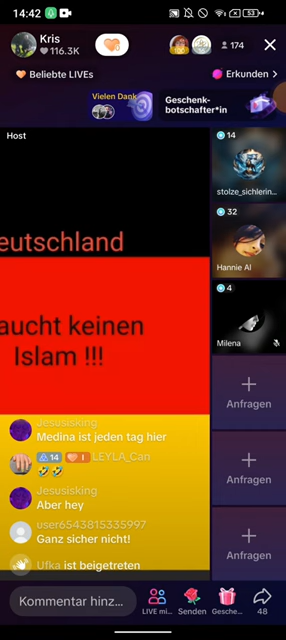 14:42
53
Kris
116.3K
174
Beliebte LIVEs
Erkunden
Vielen Dank
Geschenk-
botschafter*in
Host
14
stolze_sichlerin...
eutschland
32
Hannie Al
aucht keinen
Islam !!!
4
Milena
Anfragen
Anfragen
Anfragen
Jesusisking
Medina ist jeden tag hier
14 I LEYLA_Can
🤣🤣
Jesusisking
Aber hey
user6543815335997
Ganz sicher nicht!
Ufka ist beigetreten
Kommentar hinz...
LIVE mi...
Senden
Gesche...
48